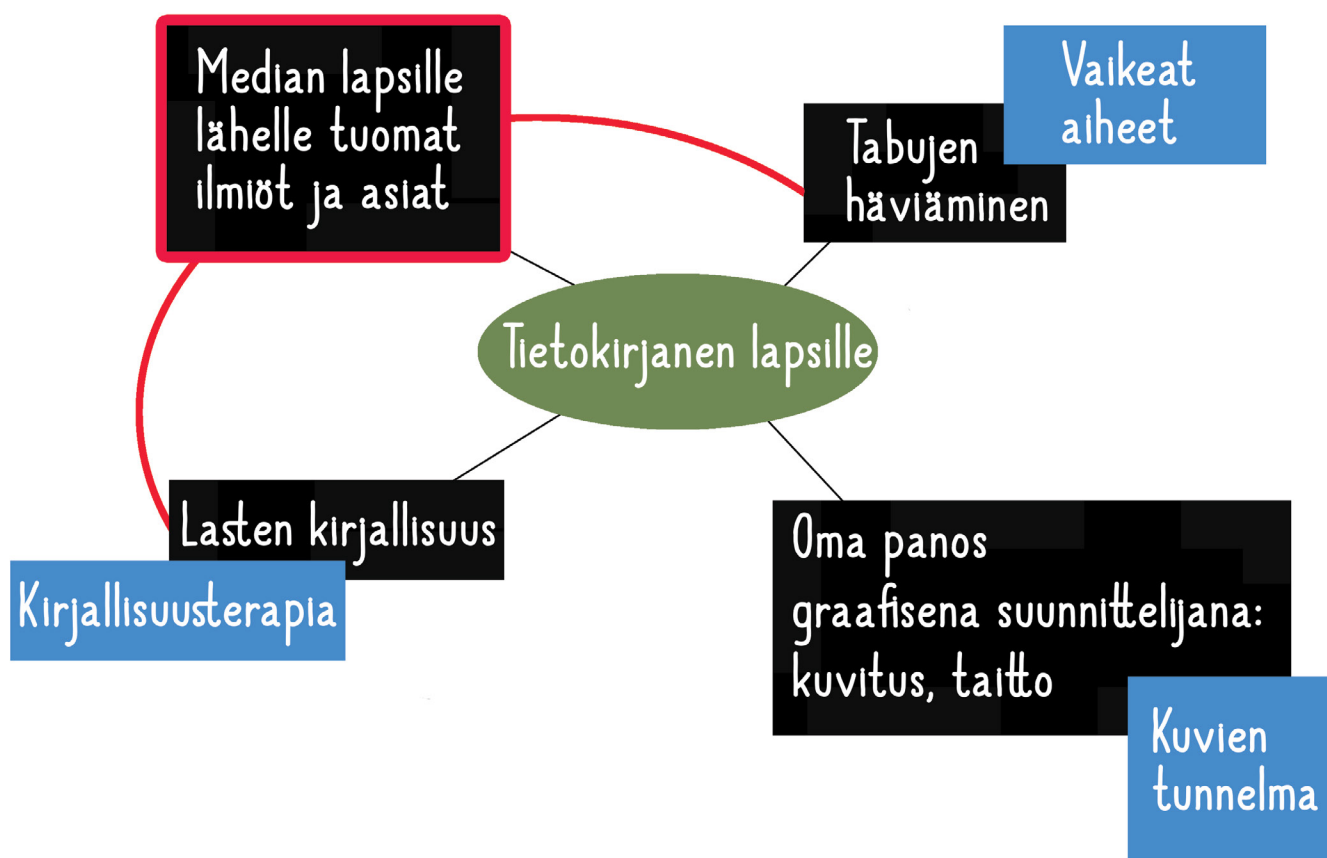 Median lapsille
lähelle tuomat
ilmiöt ja asiat
Vaikeat
aiheet
Tabujen
häviäminen
Tietokirjanen lapsille
Lasten kirjallisuus
Kirjallisuusterapia
Oma panos
graafisena suunnittelijana:
kuvitus, taitto
Kuvien
tunnelma